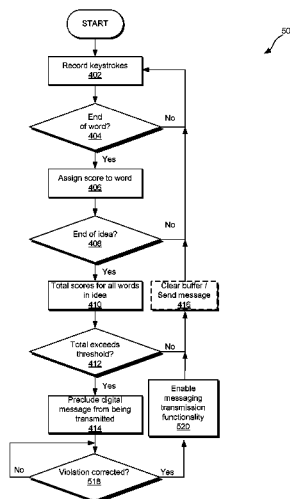 START
50
Record keystrokes
402
End
of word?
404
No
Yes
Assign score to word
406
End of idea?
408
No
Yes
Total scores for all words
in idea
410
Clear buffer /
Send message
416
Total exceeds
threshold?
412
No
Yes
Preclude digital
message from being
transmitted
414
Enable
messaging
transmission
functionality
520
No
Violation corrected?
518
Yes